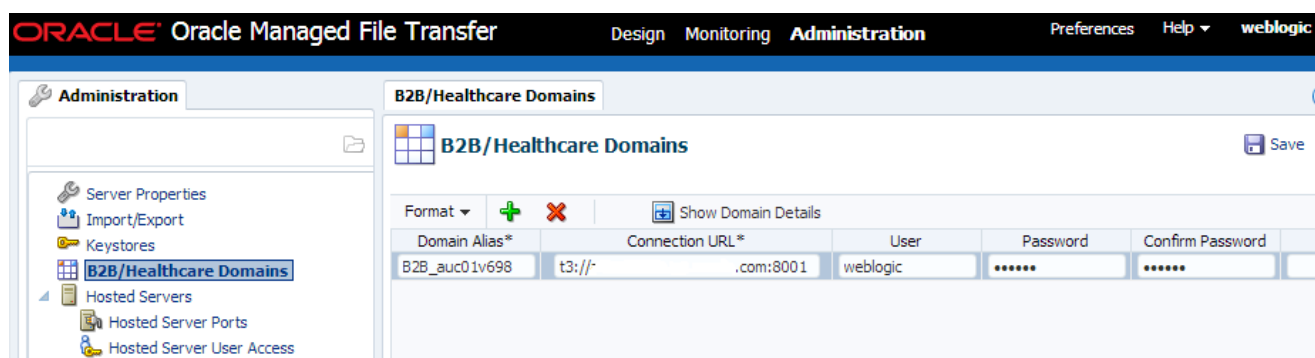 ORACLE Oracle Managed File Transfer Design Monitoring Administration Preferences Help weblogic
Administration
B2B/Healthcare Domains
B2B/Healthcare Domains
Save
Server Properties
Import/Export
Keystores
B2B/Healthcare Domains
Hosted Servers
Hosted Server Ports
Hosted Server User Access
Format Show Domain Details
Domain Alias* Connection URL* User Password Confirm Password
B2B_auc01v698 t3:// .com:8001 weblogic •••••• ••••••